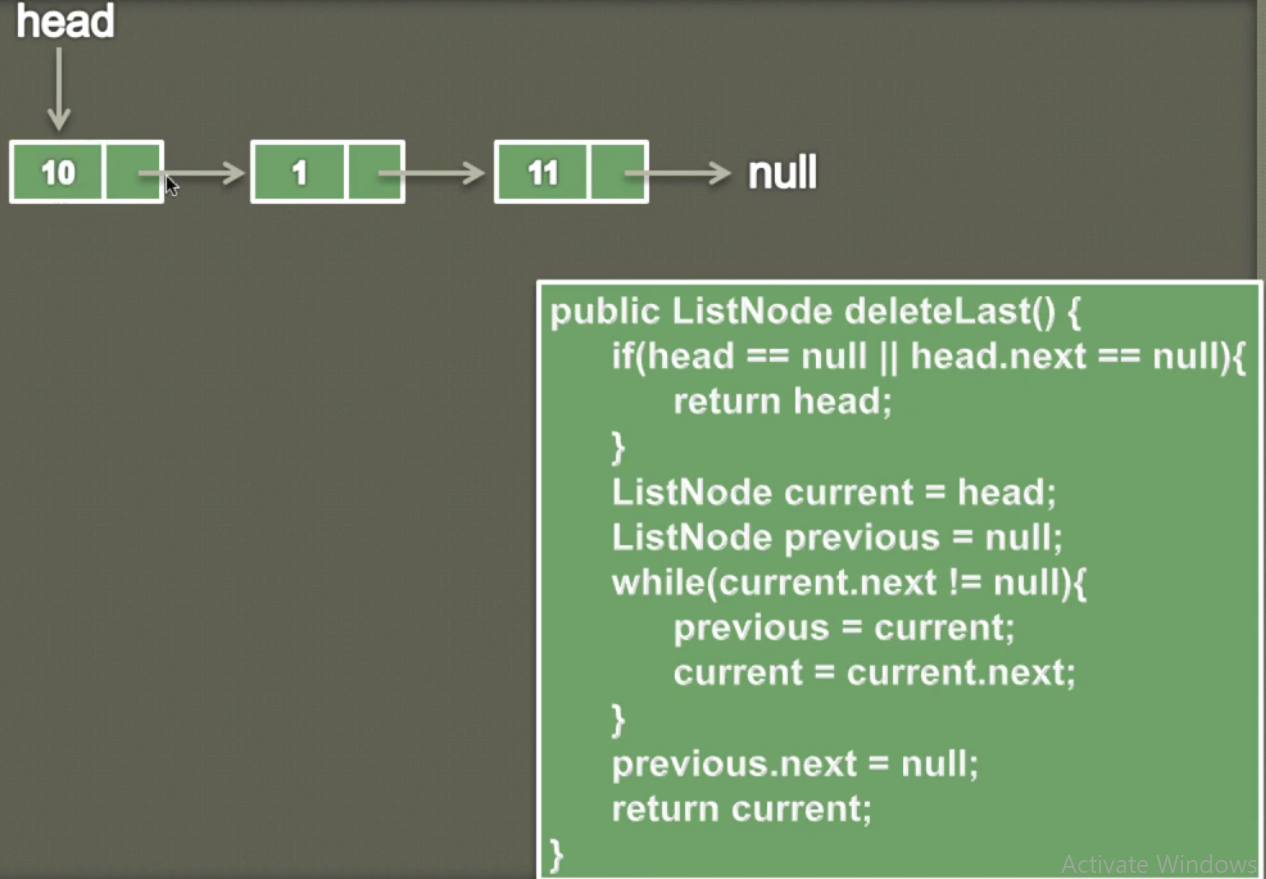 head
10 1 11 null
public ListNode deleteLast() {
if(head == null || head.next == null){
return head;
}
ListNode current = head;
ListNode previous = null;
while(current.next != null){
previous = current;
current = current.next;
}
previous.next = null;
return current;
}
Activate Windows